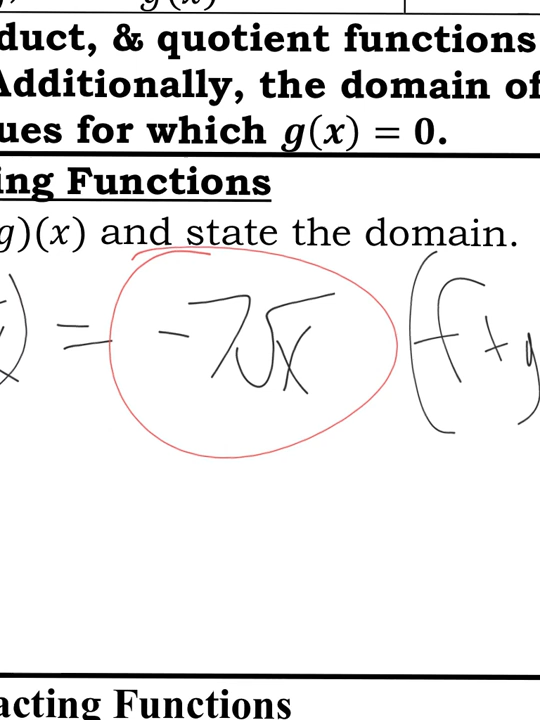 duct, & quotient functions
Additionally, the domain of
ues for which g(x) = 0.
ing Functions
g)(x) and state the domain.
) = -7√x (f+g
acting Functions